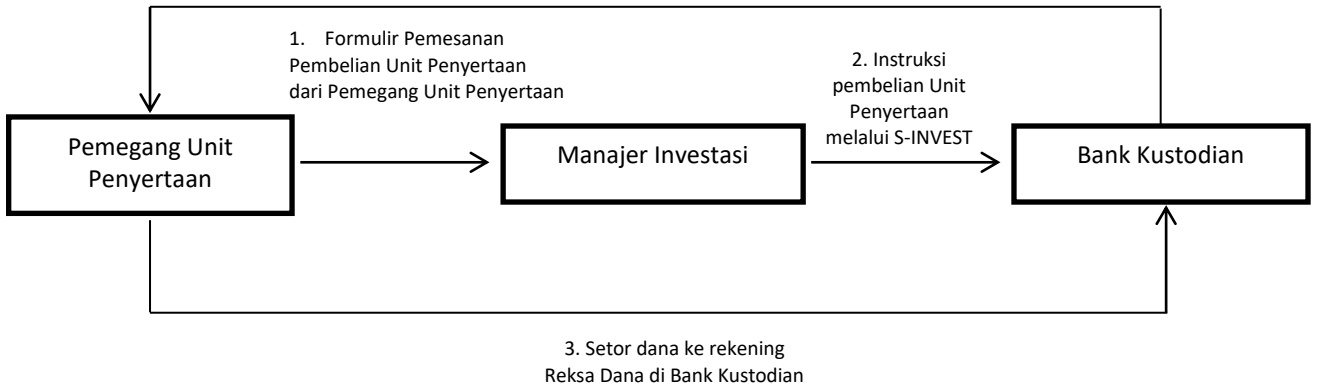 1. Formulir Pemesanan
Pembelian Unit Penyertaan
dari Pemegang Unit Penyertaan
2. Instruksi
pembelian Unit
Penyertaan
melalui S-INVEST
Pemegang Unit
Penyertaan
Manajer Investasi
Bank Kustodian
3. Setor dana ke rekening
Reksa Dana di Bank Kustodian